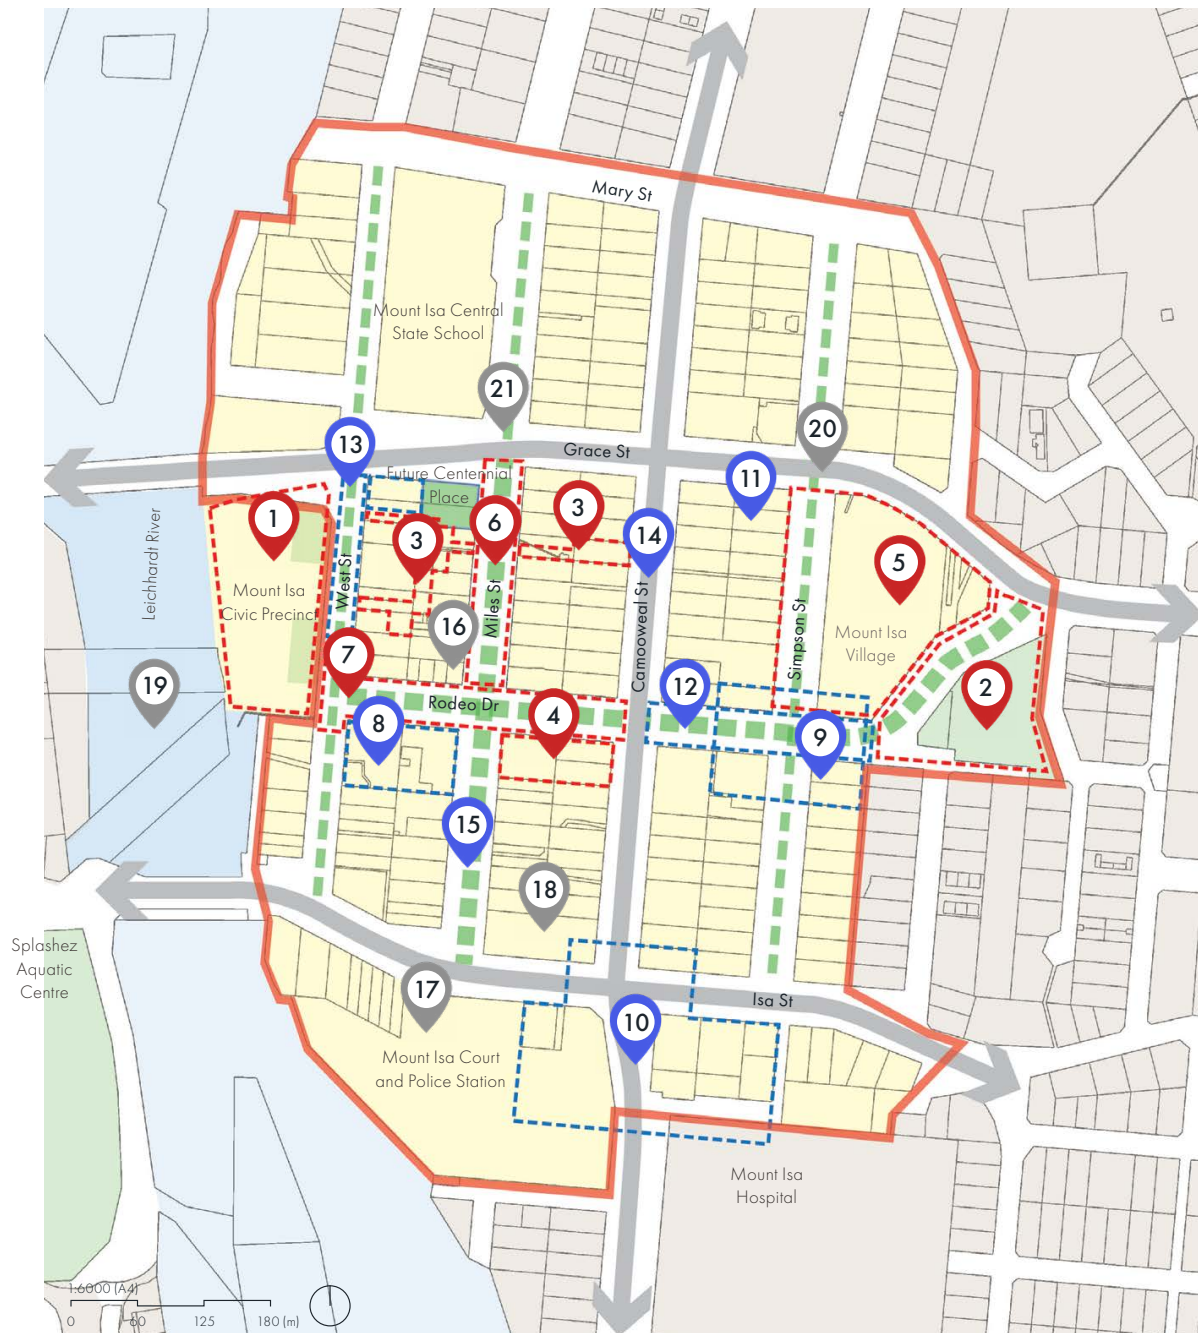 Mary St
Mount Isa Central
State School
21
20
13
Grace St
Future Centennial
Place
11
1
3
6
3
14
5
Leichhardt River
West St
Mount Isa
Civic Precinct
Miles St
16
Camooweal St
Simpson St
Mount Isa
Village
7
19
12
2
Rodeo Dr
4
8
9
15
18
Splashez
Aquatic
Centre
17
Isa St
10
Mount Isa Court
and Police Station
Mount Isa
Hospital
1:6000 (A4)
0 60 125 180 (m)